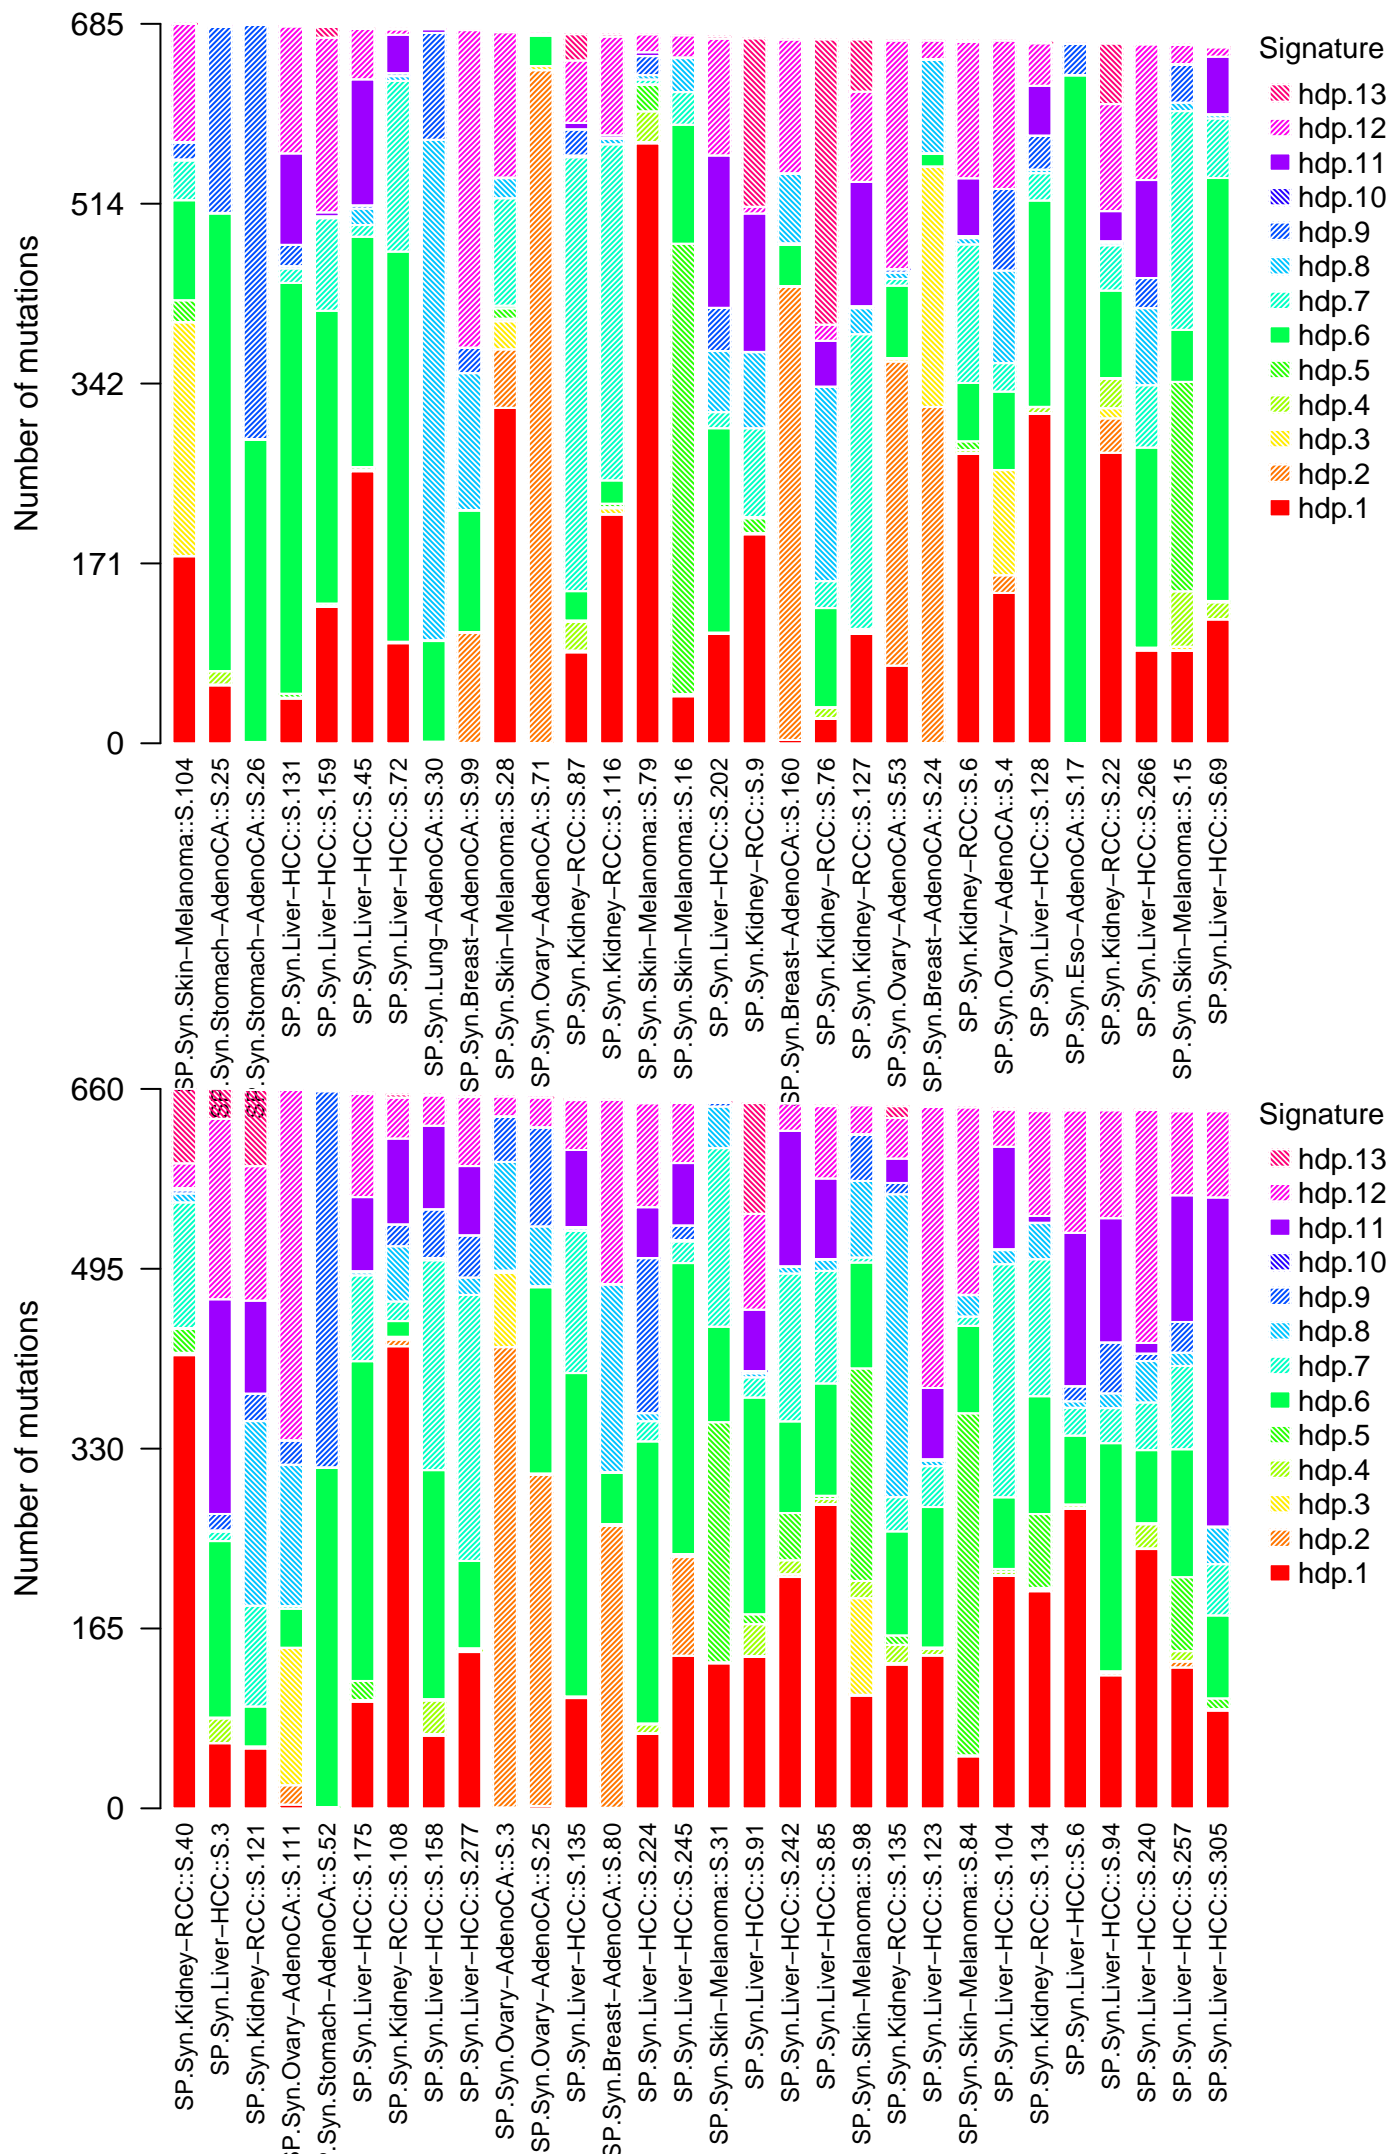 Number of mutations
685
514
342
171
0
Signature
hdp.13
hdp.12
hdp.11
hdp.10
hdp.9
hdp.8
hdp.7
hdp.6
hdp.5
hdp.4
hdp.3
hdp.2
hdp.1
SP.Syn.Skin−Melanoma::S.104
SP.Syn.Stomach−AdenoCA::S.25
SP.Syn.Stomach−AdenoCA::S.26
SP.Syn.Liver−HCC::S.131
SP.Syn.Liver−HCC::S.159
SP.Syn.Liver−HCC::S.45
SP.Syn.Liver−HCC::S.72
SP.Syn.Lung−AdenoCA::S.30
SP.Syn.Breast−AdenoCA::S.99
SP.Syn.Skin−Melanoma::S.28
SP.Syn.Ovary−AdenoCA::S.71
SP.Syn.Kidney−RCC::S.87
SP.Syn.Kidney−RCC::S.116
SP.Syn.Skin−Melanoma::S.79
SP.Syn.Skin−Melanoma::S.16
SP.Syn.Liver−HCC::S.202
SP.Syn.Kidney−RCC::S.9
SP.Syn.Breast−AdenoCA::S.160
SP.Syn.Kidney−RCC::S.76
SP.Syn.Kidney−RCC::S.127
SP.Syn.Ovary−AdenoCA::S.53
SP.Syn.Breast−AdenoCA::S.24
SP.Syn.Kidney−RCC::S.6
SP.Syn.Ovary−AdenoCA::S.4
SP.Syn.Liver−HCC::S.128
SP.Syn.Eso−AdenoCA::S.17
SP.Syn.Kidney−RCC::S.22
SP.Syn.Liver−HCC::S.266
SP.Syn.Skin−Melanoma::S.15
SP.Syn.Liver−HCC::S.69
Number of mutations
660
495
330
165
0
Signature
hdp.13
hdp.12
hdp.11
hdp.10
hdp.9
hdp.8
hdp.7
hdp.6
hdp.5
hdp.4
hdp.3
hdp.2
hdp.1
SP.Syn.Kidney−RCC::S.40
SP.Syn.Liver−HCC::S.3
SP.Syn.Kidney−RCC::S.121
SP.Syn.Ovary−AdenoCA::S.111
P.Syn.Stomach−AdenoCA::S.52
SP.Syn.Liver−HCC::S.175
SP.Syn.Kidney−RCC::S.108
SP.Syn.Liver−HCC::S.158
SP.Syn.Liver−HCC::S.277
SP.Syn.Ovary−AdenoCA::S.3
SP.Syn.Ovary−AdenoCA::S.25
SP.Syn.Liver−HCC::S.135
SP.Syn.Breast−AdenoCA::S.80
SP.Syn.Liver−HCC::S.224
SP.Syn.Liver−HCC::S.245
SP.Syn.Skin−Melanoma::S.31
SP.Syn.Liver−HCC::S.91
SP.Syn.Liver−HCC::S.242
SP.Syn.Liver−HCC::S.85
SP.Syn.Skin−Melanoma::S.98
SP.Syn.Kidney−RCC::S.135
SP.Syn.Liver−HCC::S.123
SP.Syn.Skin−Melanoma::S.84
SP.Syn.Liver−HCC::S.104
SP.Syn.Kidney−RCC::S.134
SP.Syn.Liver−HCC::S.6
SP.Syn.Liver−HCC::S.94
SP.Syn.Liver−HCC::S.240
SP.Syn.Liver−HCC::S.257
SP.Syn.Liver−HCC::S.305